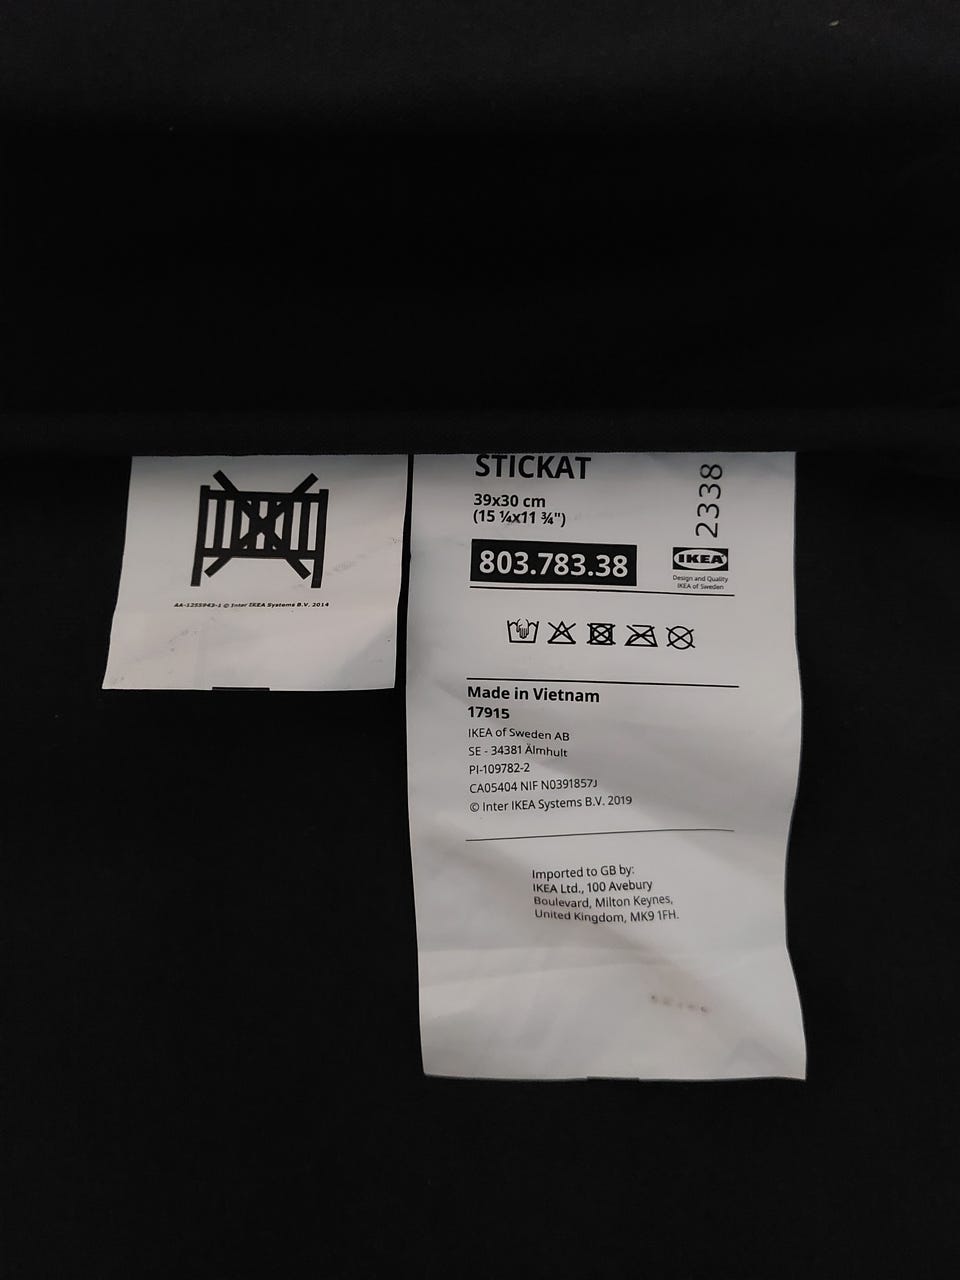 AA-1255943-1 © Inter IKEA Systems B.V. 2014
STICKAT
39x30 cm
(15 ¼x11 ¾")
803.783.38
2338
IKEA
Design and Quality
IKEA of Sweden
Made in Vietnam
17915
IKEA of Sweden AB
SE - 34381 Älmhult
PI-109782-2
CA05404 NIF N0391857J
© Inter IKEA Systems B.V. 2019
Imported to GB by:
IKEA Ltd., 100 Avebury
Boulevard, Milton Keynes,
United Kingdom, MK9 1FH.